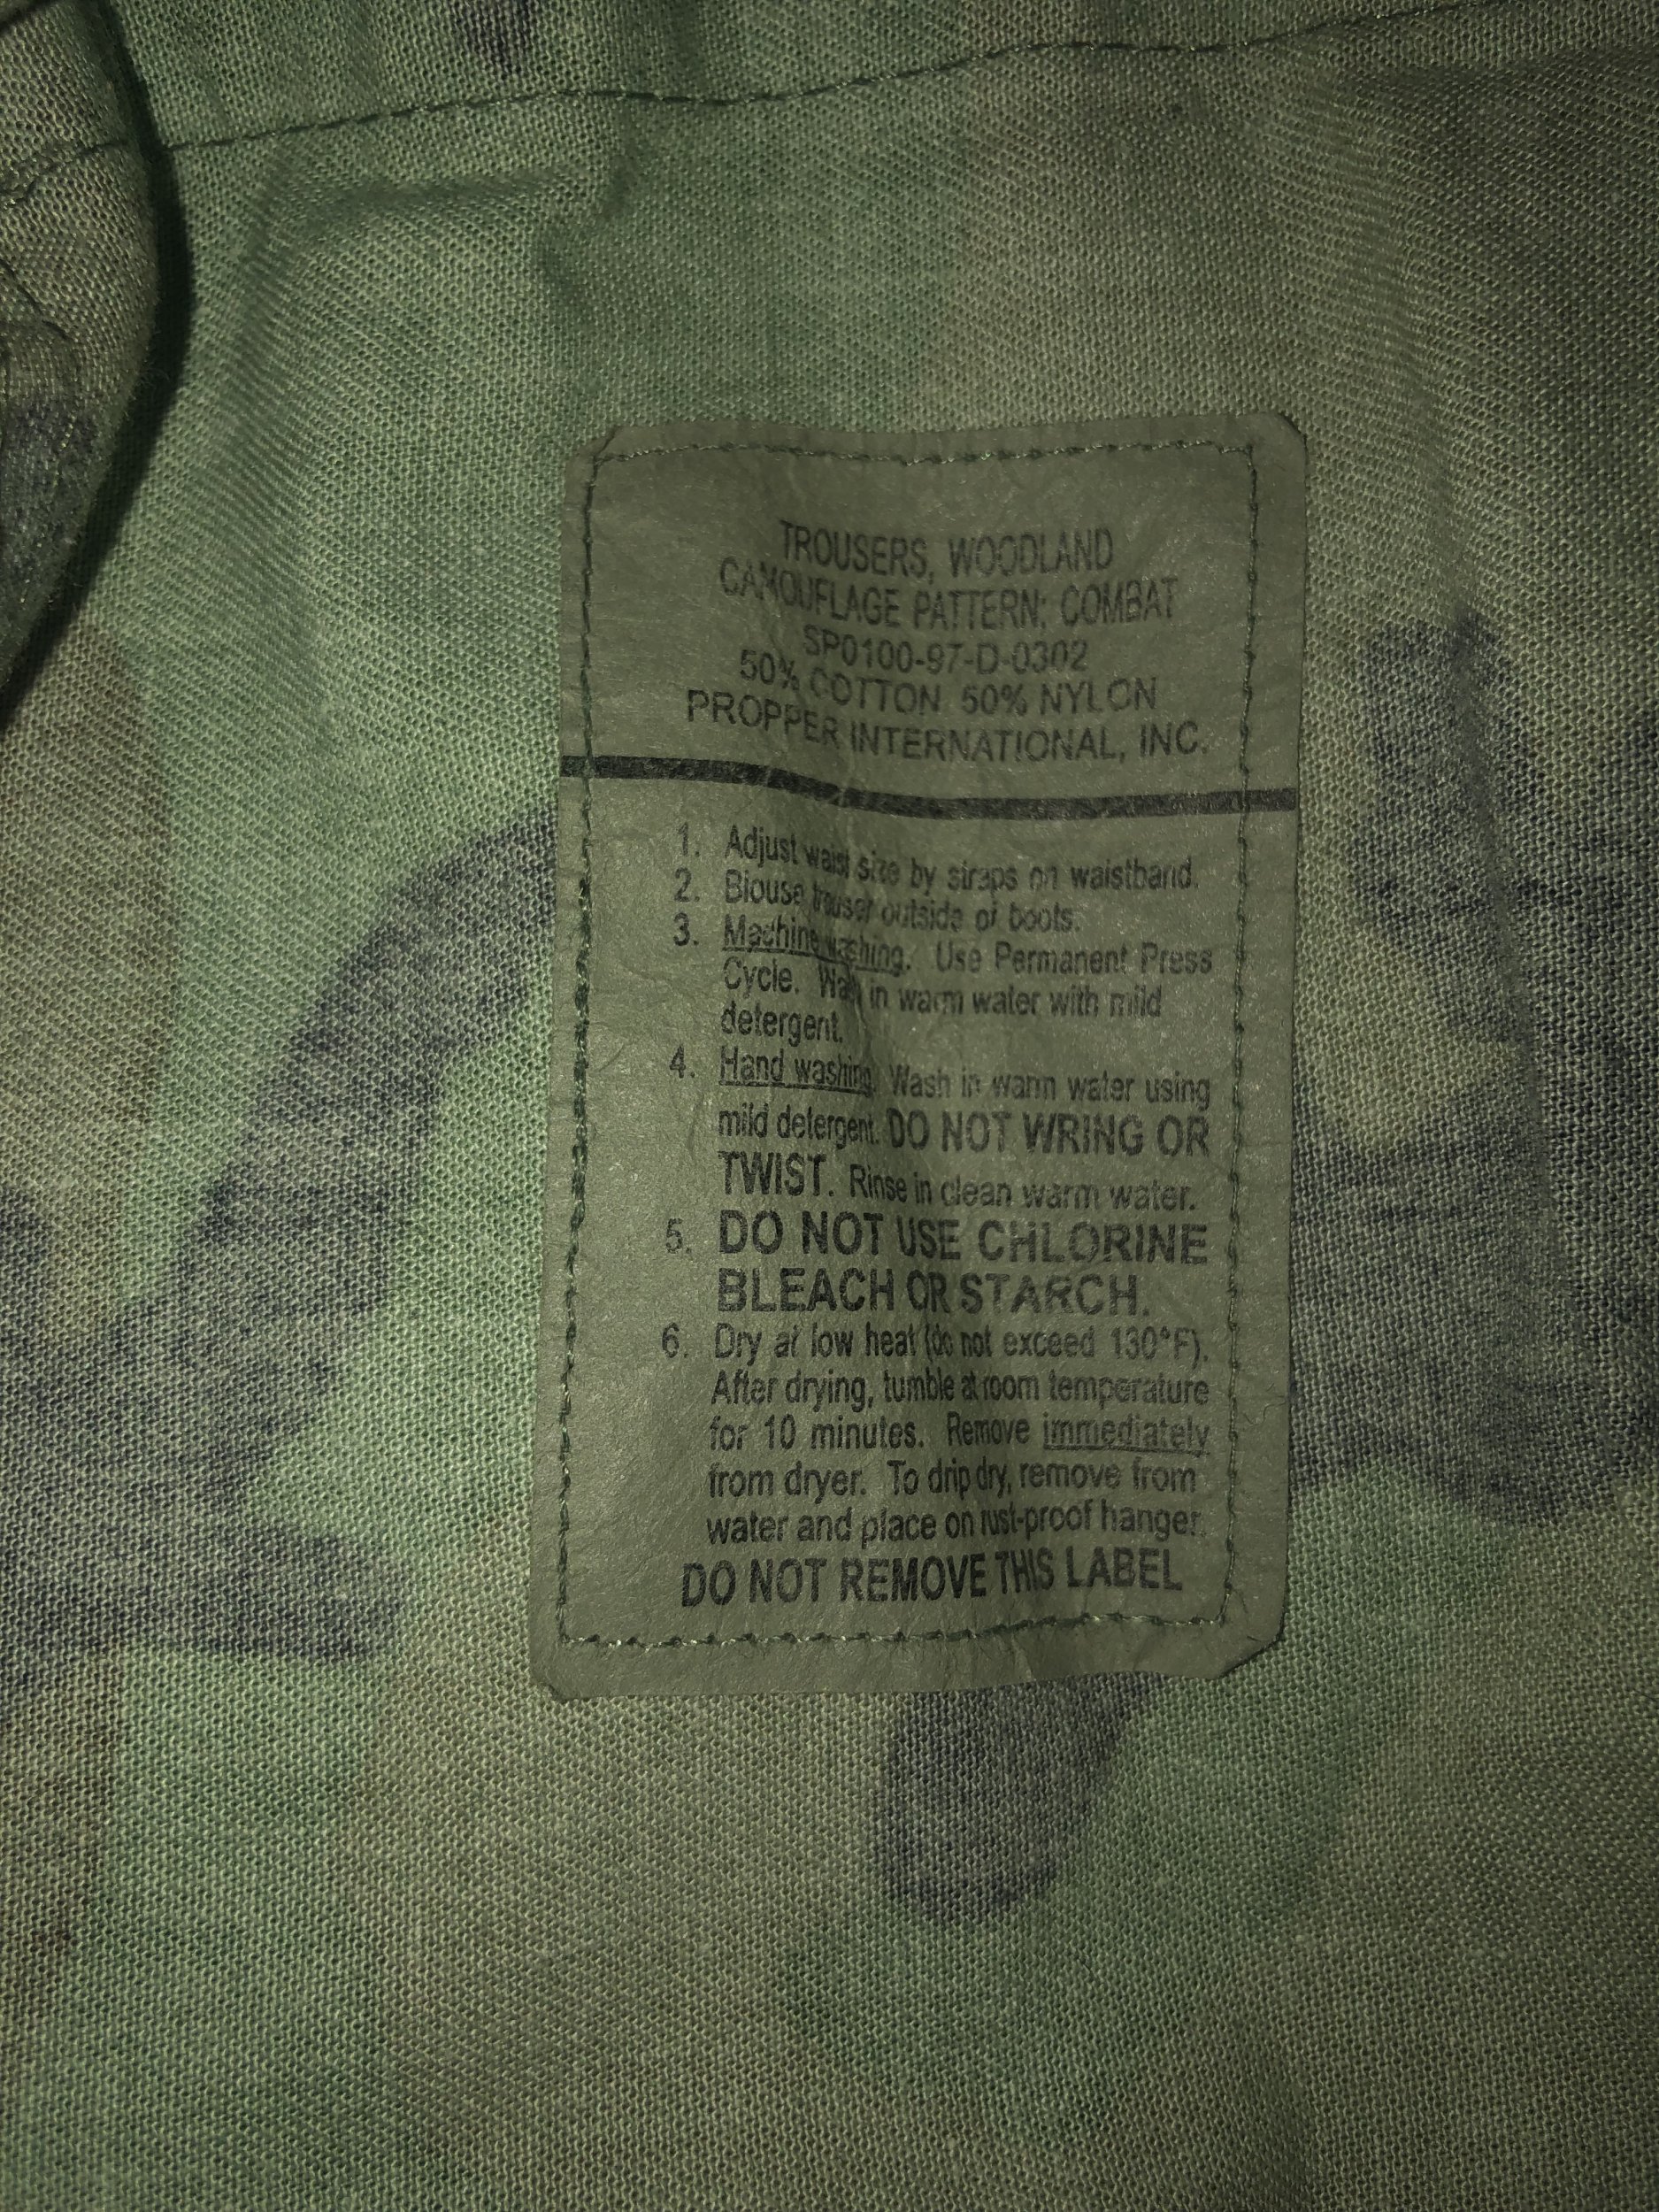 TROUSERS, WOODLAND
CAMOUFLAGE PATTERN: COMBAT
SP0100-97-D-0302
50% COTTON 50% NYLON
PROPPER INTERNATIONAL, INC.
1. Adjust waist size by straps on waistband.
2. Blouse trouser outside of boots.
3. Machine washing. Use Permanent Press
Cycle. Wash in warm water with mild
detergent.
4. Hand washing. Wash in warm water using
mild detergent. DO NOT WRING OR
TWIST. Rinse in clean warm water.
5. DO NOT USE CHLORINE
BLEACH OR STARCH.
6. Dry at low heat (do not exceed 130°F).
After drying, tumble at room temperature
for 10 minutes. Remove immediately
from dryer. To drip dry, remove from
water and place on rust-proof hanger.
DO NOT REMOVE THIS LABEL